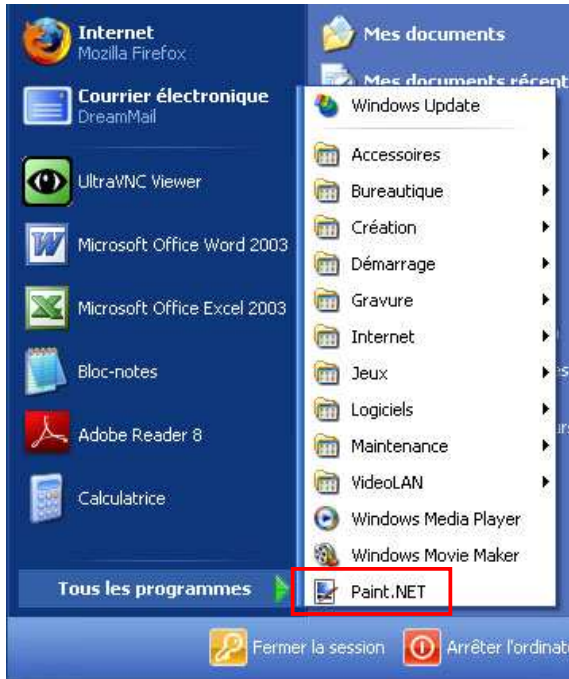 Internet
Mozilla Firefox
Courrier électronique
DreamMail
UltraVNC Viewer
Microsoft Office Word 2003
Microsoft Office Excel 2003
Bloc-notes
Adobe Reader 8
Calculatrice
Tous les programmes
Mes documents
Mes documents récent
Windows Update
Accessoires
Bureautique
Création
Démarrage
Gravure
Internet
Jeux
Logiciels
Maintenance
VideoLAN
Windows Media Player
Windows Movie Maker
Paint.NET
Fermer la session
Arrêter l'ordinat